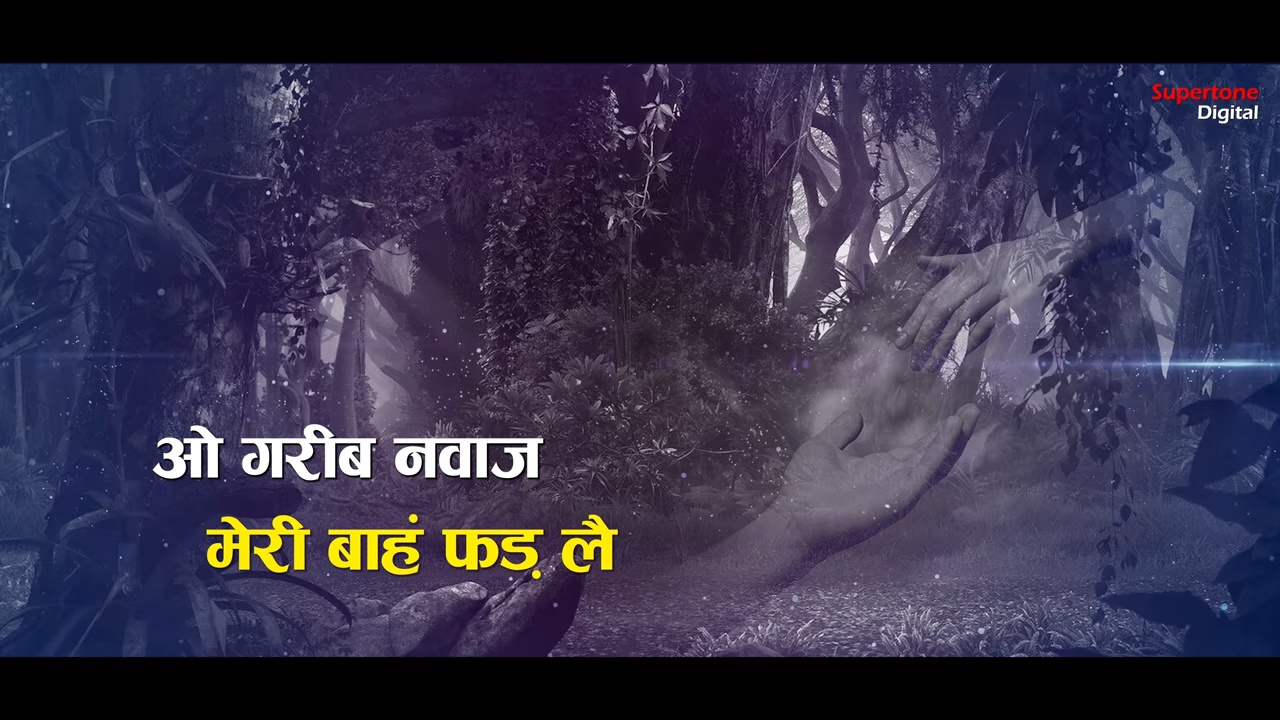 Supertone
Digital
ओ गरीब नवाज
मेरी बाहं फड़ लै